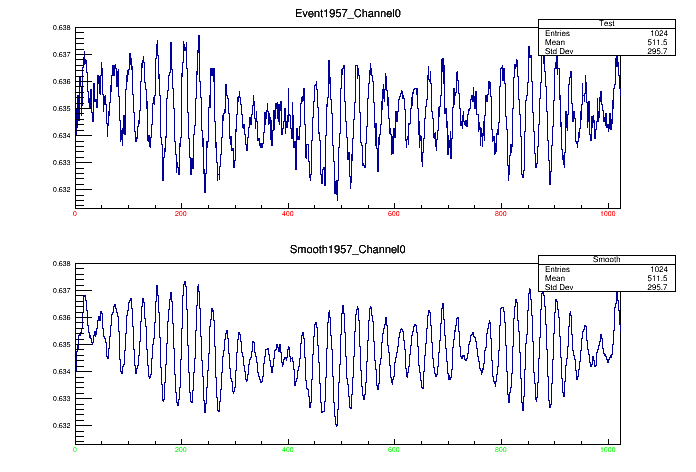 Event1957_Channel0
Test
Entries 1024
Mean 511.5
Std Dev 295.7
0.638
0.637
0.636
0.635
0.634
0.633
0.632
0 200 400 600 800 1000
Smooth1957_Channel0
Smooth
Entries 1024
Mean 511.5
Std Dev 295.7
0.638
0.637
0.636
0.635
0.634
0.633
0.632
0 200 400 600 800 1000